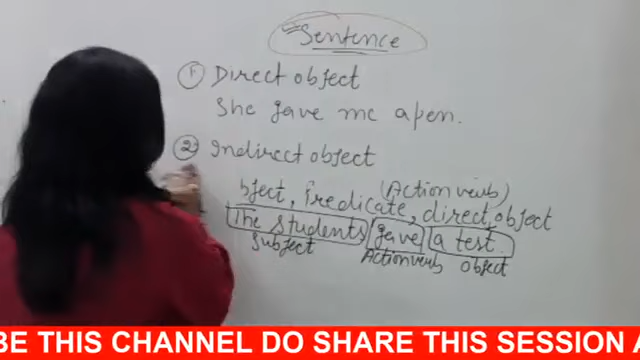 Sentence
① Direct object
She gave me a pen.
② Indirect object
(Action verb)
bject, Predicate, direct object
The students gave a test.
Subject Action verb object
BE THIS CHANNEL DO SHARE THIS SESSION A